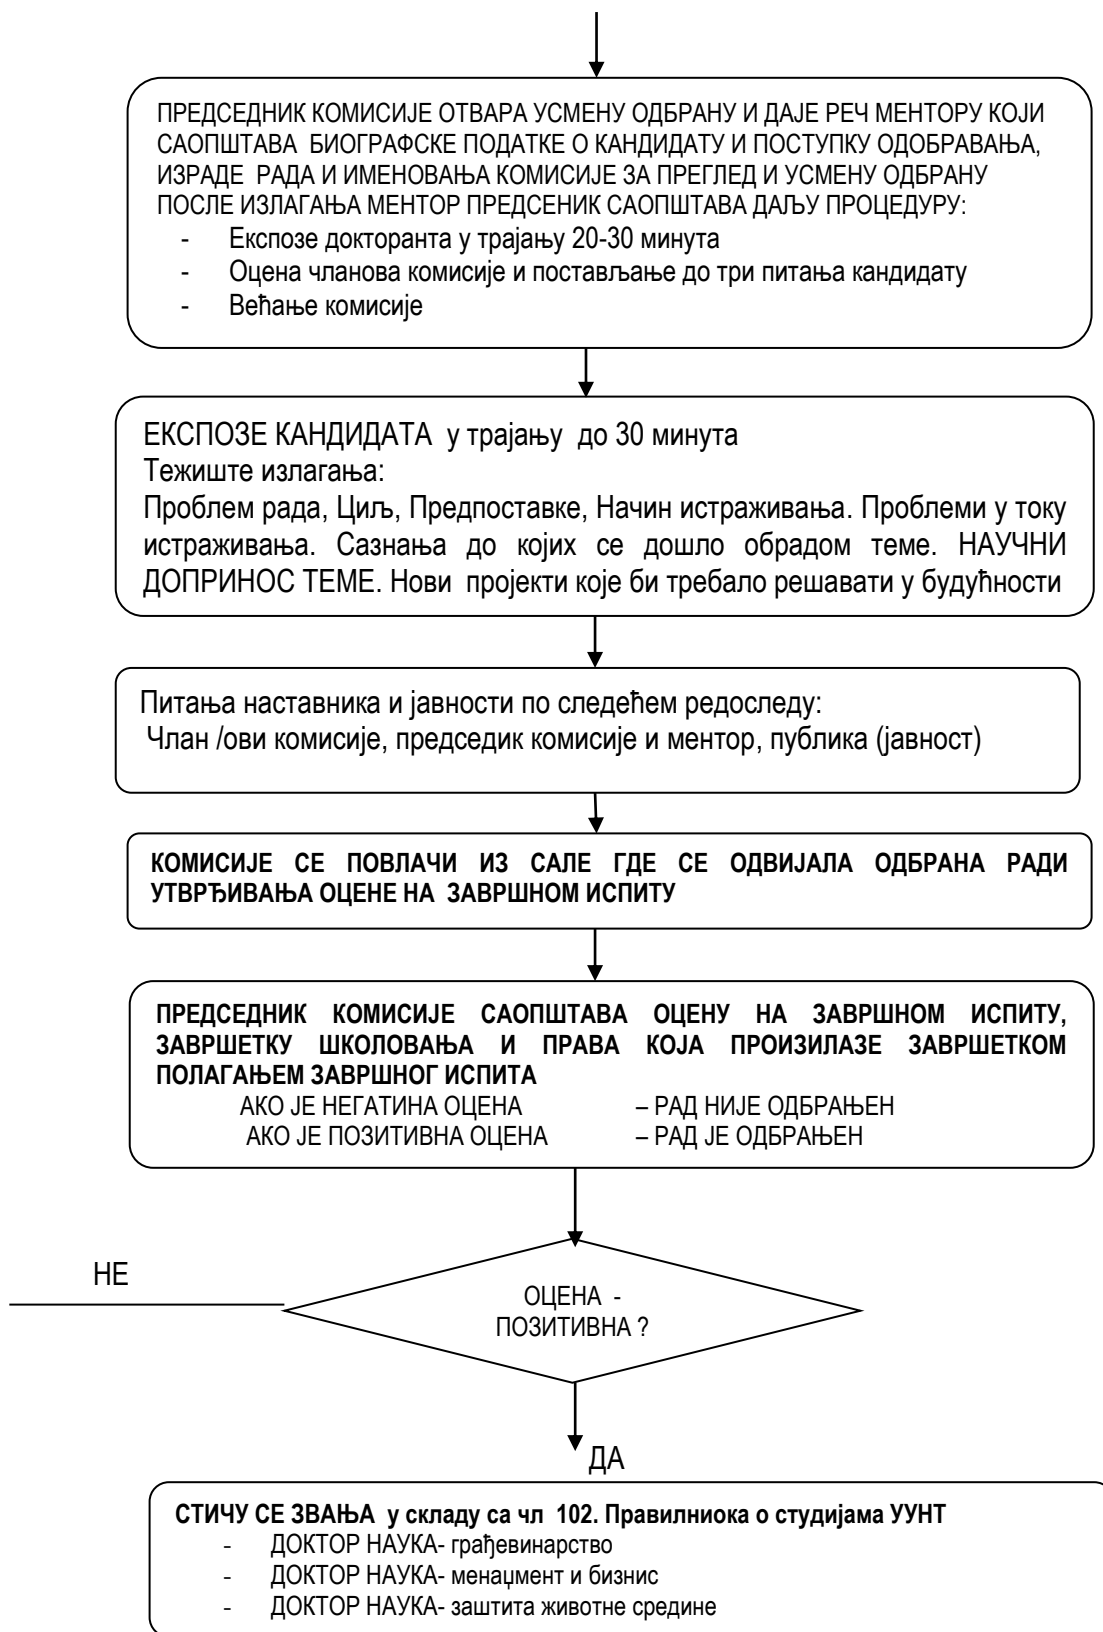 ПРЕДСЕДНИК КОМИСИЈЕ ОТВАРА УСМЕНУ ОДБРАНУ И ДАЈЕ РЕЧ МЕНТОРУ КОЈИ
САОПШТАВА БИОГРАФСКЕ ПОДАТКЕ О КАНДИДАТУ И ПОСТУПКУ ОДОБРАВАЊА,
ИЗРАДЕ РАДА И ИМЕНОВАЊА КОМИСИЈЕ ЗА ПРЕГЛЕД И УСМЕНУ ОДБРАНУ
ПОСЛЕ ИЗЛАГАЊА МЕНТОР ПРЕДСЕНИК САОПШТАВА ДАЉУ ПРОЦЕДУРУ:
- Експозе докторанта у трајању 20-30 минута
- Оцена чланова комисије и постављање до три питања кандидату
- Већање комисије
ЕКСПОЗЕ КАНДИДАТА у трајању до 30 минута
Тежиште излагања:
Проблем рада, Циљ, Предпоставке, Начин истраживања. Проблеми у току
истраживања. Сазнања до којих се дошло обрадом теме. НАУЧНИ
ДОПРИНОС ТЕМЕ. Нови пројекти које би требало решавати у будућности
Питања наставника и јавности по следећем редоследу:
Члан /ови комисије, председик комисије и ментор, публика (јавност)
КОМИСИЈЕ СЕ ПОВЛАЧИ ИЗ САЛЕ ГДЕ СЕ ОДВИЈАЛА ОДБРАНА РАДИ
УТВРЂИВАЊА ОЦЕНЕ НА ЗАВРШНОМ ИСПИТУ
ПРЕДСЕДНИК КОМИСИЈЕ САОПШТАВА ОЦЕНУ НА ЗАВРШНОМ ИСПИТУ,
ЗАВРШЕТКУ ШКОЛОВАЊА И ПРАВА КОЈА ПРОИЗИЛАЗЕ ЗАВРШЕТКОМ
ПОЛАГАЊЕМ ЗАВРШНОГ ИСПИТА
АКО ЈЕ НЕГАТИНА ОЦЕНА – РАД НИЈЕ ОДБРАЊЕН
АКО ЈЕ ПОЗИТИВНА ОЦЕНА – РАД ЈЕ ОДБРАЊЕН
НЕ
ОЦЕНА -
ПОЗИТИВНА ?
ДА
СТИЧУ СЕ ЗВАЊА у складу са чл 102. Правилниока о студијама УУНТ
- ДОКТОР НАУКА- грађевинарство
- ДОКТОР НАУКА- менаџмент и бизнис
- ДОКТОР НАУКА- заштита животне средине